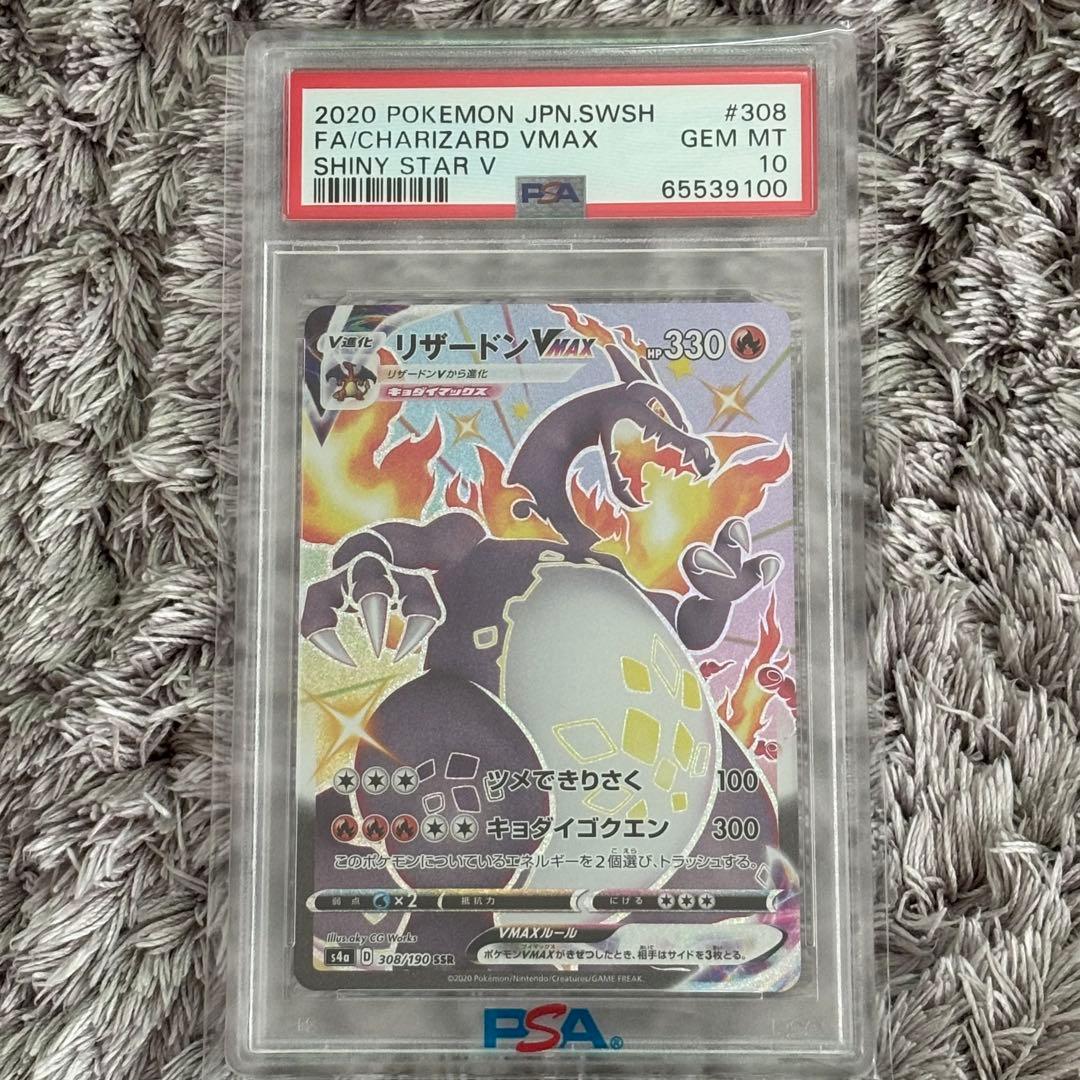 2020 POKEMON JPN.SWSH #308
FA/CHARIZARD VMAX GEM MT
SHINY STAR V 10
PSA 65539100
V進化 リザードンVMAX HP330
リザードンVから進化
キョダイマックス
ツメできりさく 100
キョダイゴクエン 300
このポケモンについているエネルギーを2個選び、トラッシュする。
弱点 ×2 抵抗力 にげる
VMAXルール
ポケモンVMAXがきぜつしたとき、相手はサイドを3枚とる。
Illus.aky CG Works
s4a D 308/190 SSR
©2020 Pokémon/Nintendo/Creatures/GAME FREAK.
PSA®